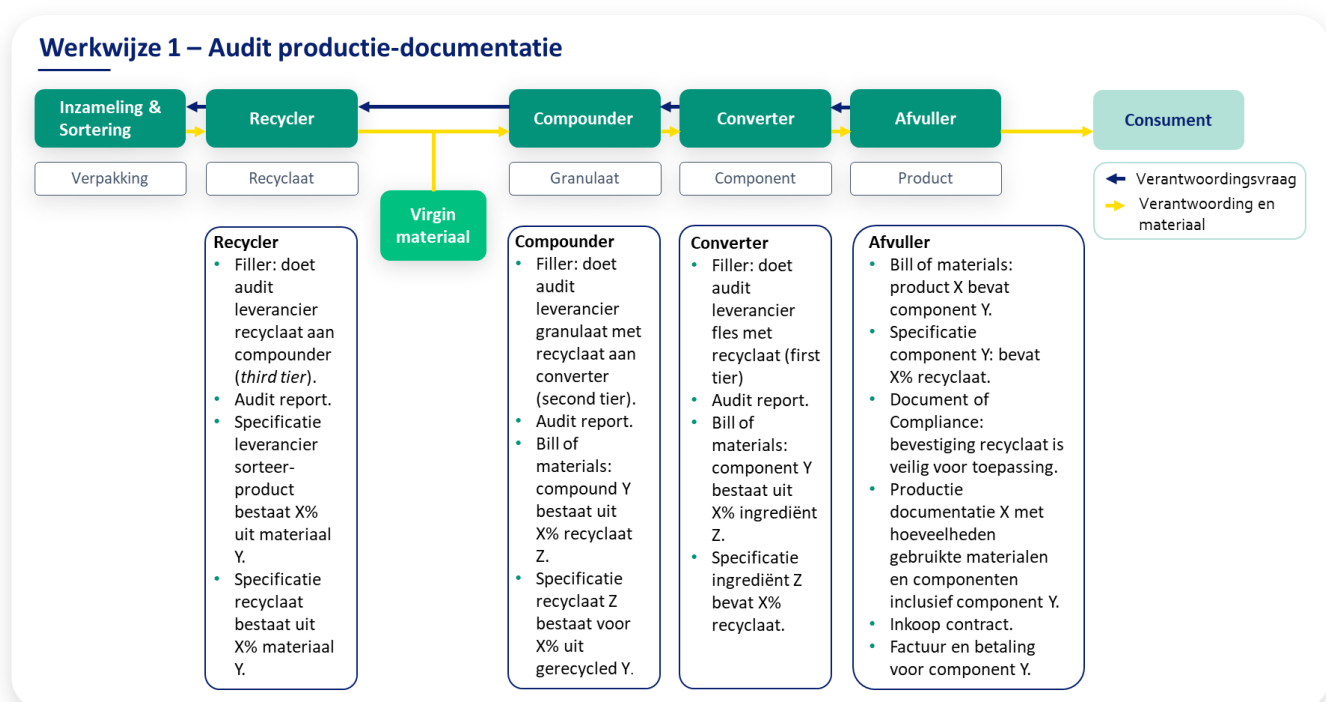 Werkwijze 1 – Audit productie-documentatie
Inzameling &
Sortering
Recycler
Compounder
Converter
Afvuller
Consument
Verpakking
Recyclaat
Granulaat
Component
Product
Virgin
materiaal
Verantwoordingsvraag
Verantwoording en
materiaal
Recycler
• Filler: doet
audit
leverancier
recyclaat aan
compounder
(third tier).
• Audit report.
• Specificatie
leverancier
sorteer-
product
bestaat X%
uit materiaal
Y.
• Specificatie
recyclaat
bestaat uit
X% materiaal
Y.
Compounder
• Filler: doet
audit
leverancier
granulaat met
recyclaat aan
converter
(second tier).
• Audit report.
• Bill of
materials:
compound Y
bestaat uit
X% recyclaat
Z.
• Specificatie
recyclaat Z
bestaat voor
X% uit
gerecycled Y.
Converter
• Filler: doet
audit
leverancier
fles met
recyclaat (first
tier)
• Audit report.
• Bill of
materials:
component Y
bestaat uit
X% ingrediënt
Z.
• Specificatie
ingrediënt Z
bevat X%
recyclaat.
Afvuller
• Bill of materials:
product X bevat
component Y.
• Specificatie
component Y: bevat
X% recyclaat.
• Document of
Compliance:
bevestiging recyclaat is
veilig voor toepassing.
• Productie
documentatie X met
hoeveelheden
gebruikte materialen
en componenten
inclusief component Y.
• Inkoop contract.
• Factuur en betaling
voor component Y.